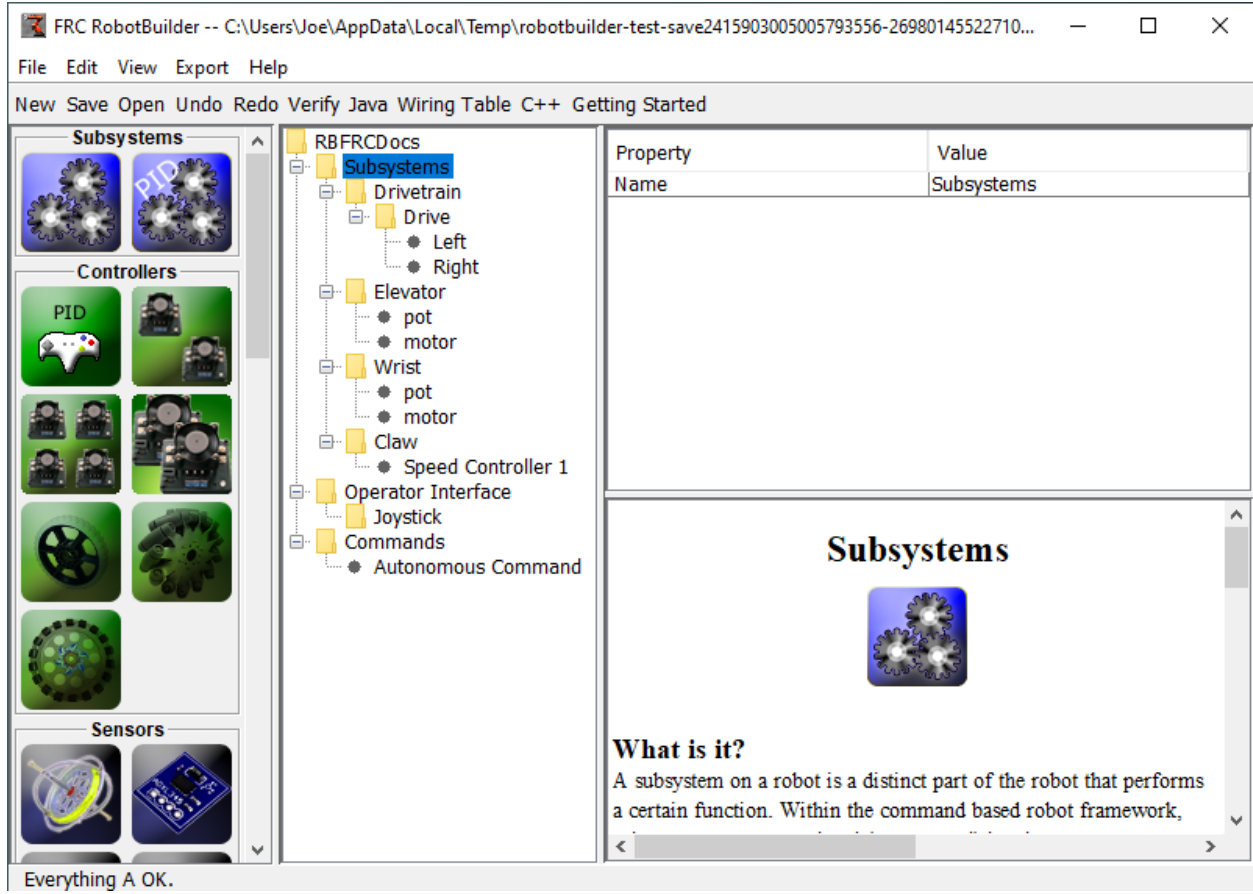 FRC RobotBuilder -- C:\Users\Joe\AppData\Local\Temp\robotbuilder-test-save2415903005005793556-26980145522710...
File Edit View Export Help
New Save Open Undo Redo Verify Java Wiring Table C++ Getting Started
Subsystems
PID
Controllers
PID
Sensors
ADXL345
RBFRCDocs
Subsystems
Drivetrain
Drive
Left
Right
Elevator
pot
motor
Wrist
pot
motor
Claw
Speed Controller 1
Operator Interface
Joystick
Commands
Autonomous Command
Property Value
Name Subsystems
Subsystems
What is it?
A subsystem on a robot is a distinct part of the robot that performs
a certain function. Within the command based robot framework,
Everything A OK.